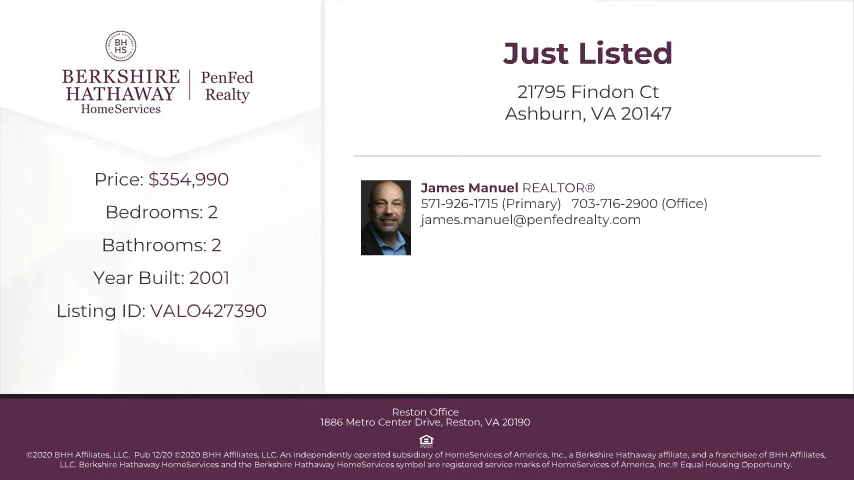 BH
HS
BERKSHIRE
HATHAWAY
HomeServices
PenFed
Realty
Price: $354,990
Bedrooms: 2
Bathrooms: 2
Year Built: 2001
Listing ID: VALO427390
Just Listed
21795 Findon Ct
Ashburn, VA 20147
James Manuel REALTOR®
571-926-1715 (Primary) 703-716-2900 (Office)
james.manuel@penfedrealty.com
Reston Office
1886 Metro Center Drive, Reston, VA 20190
©2020 BHH Affiliates, LLC. Pub 12/20 ©2020 BHH Affiliates, LLC. An independently operated subsidiary of HomeServices of America, Inc., a Berkshire Hathaway affiliate, and a franchisee of BHH Affiliates,
LLC. Berkshire Hathaway HomeServices and the Berkshire Hathaway HomeServices symbol are registered service marks of HomeServices of America, Inc.® Equal Housing Opportunity.